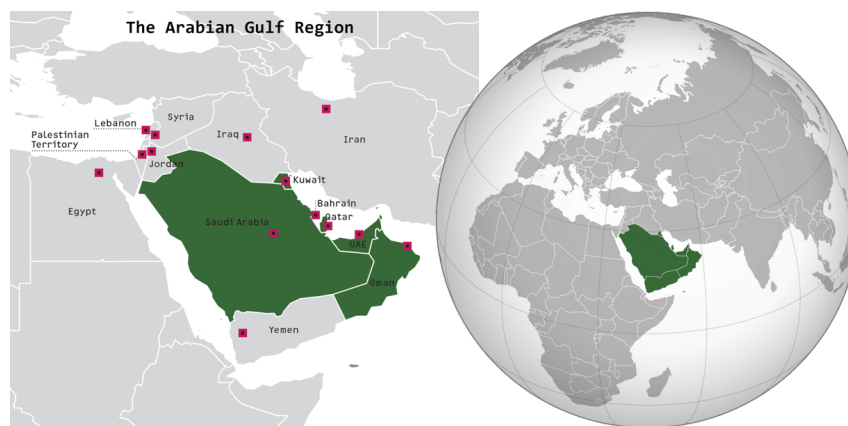 The Arabian Gulf Region
Syria
Lebanon
Palestinian
Territory
Iraq
Iran
Jordan
Kuwait
Egypt
Bahrain
Qatar
Saudi Arabia
UAE
Oman
Yemen